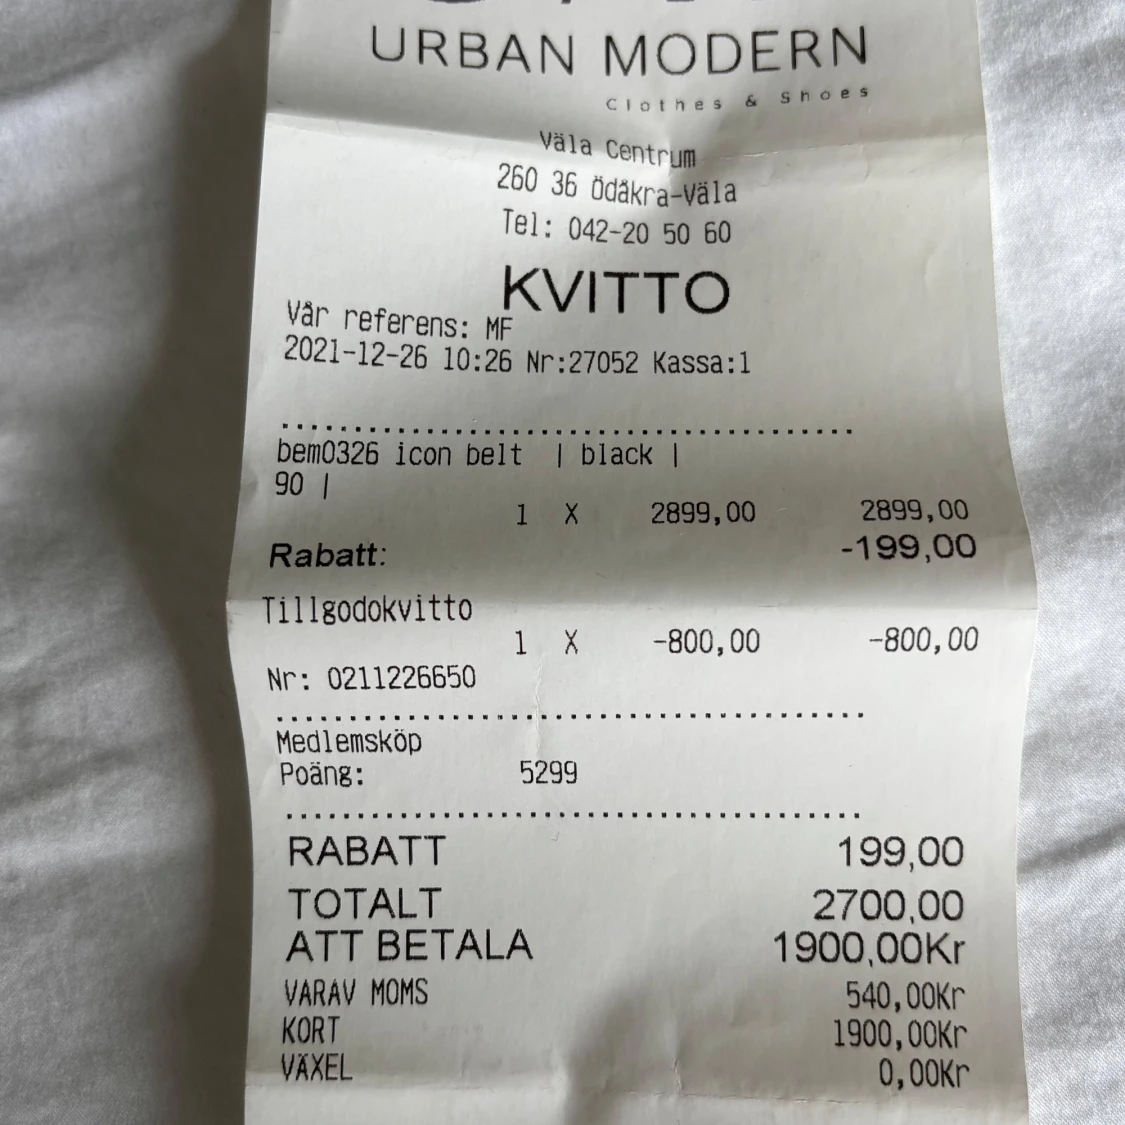 URBAN MODERN
Clothes & Shoes
Väla Centrum
260 36 Ödåkra-Väla
Tel: 042-20 50 60
KVITTO
Vår referens: MF
2021-12-26 10:26 Nr:27052 Kassa:1
bem0326 icon belt | black |
90 |
1 X 2899,00 2899,00
Rabatt: -199,00
Tillgodokvitto
1 X -800,00 -800,00
Nr: 0211226650
Medlemsköp
Poäng: 5299
RABATT 199,00
TOTALT 2700,00
ATT BETALA 1900,00Kr
VARAV MOMS 540,00Kr
KORT 1900,00Kr
VÄXEL 0,00Kr